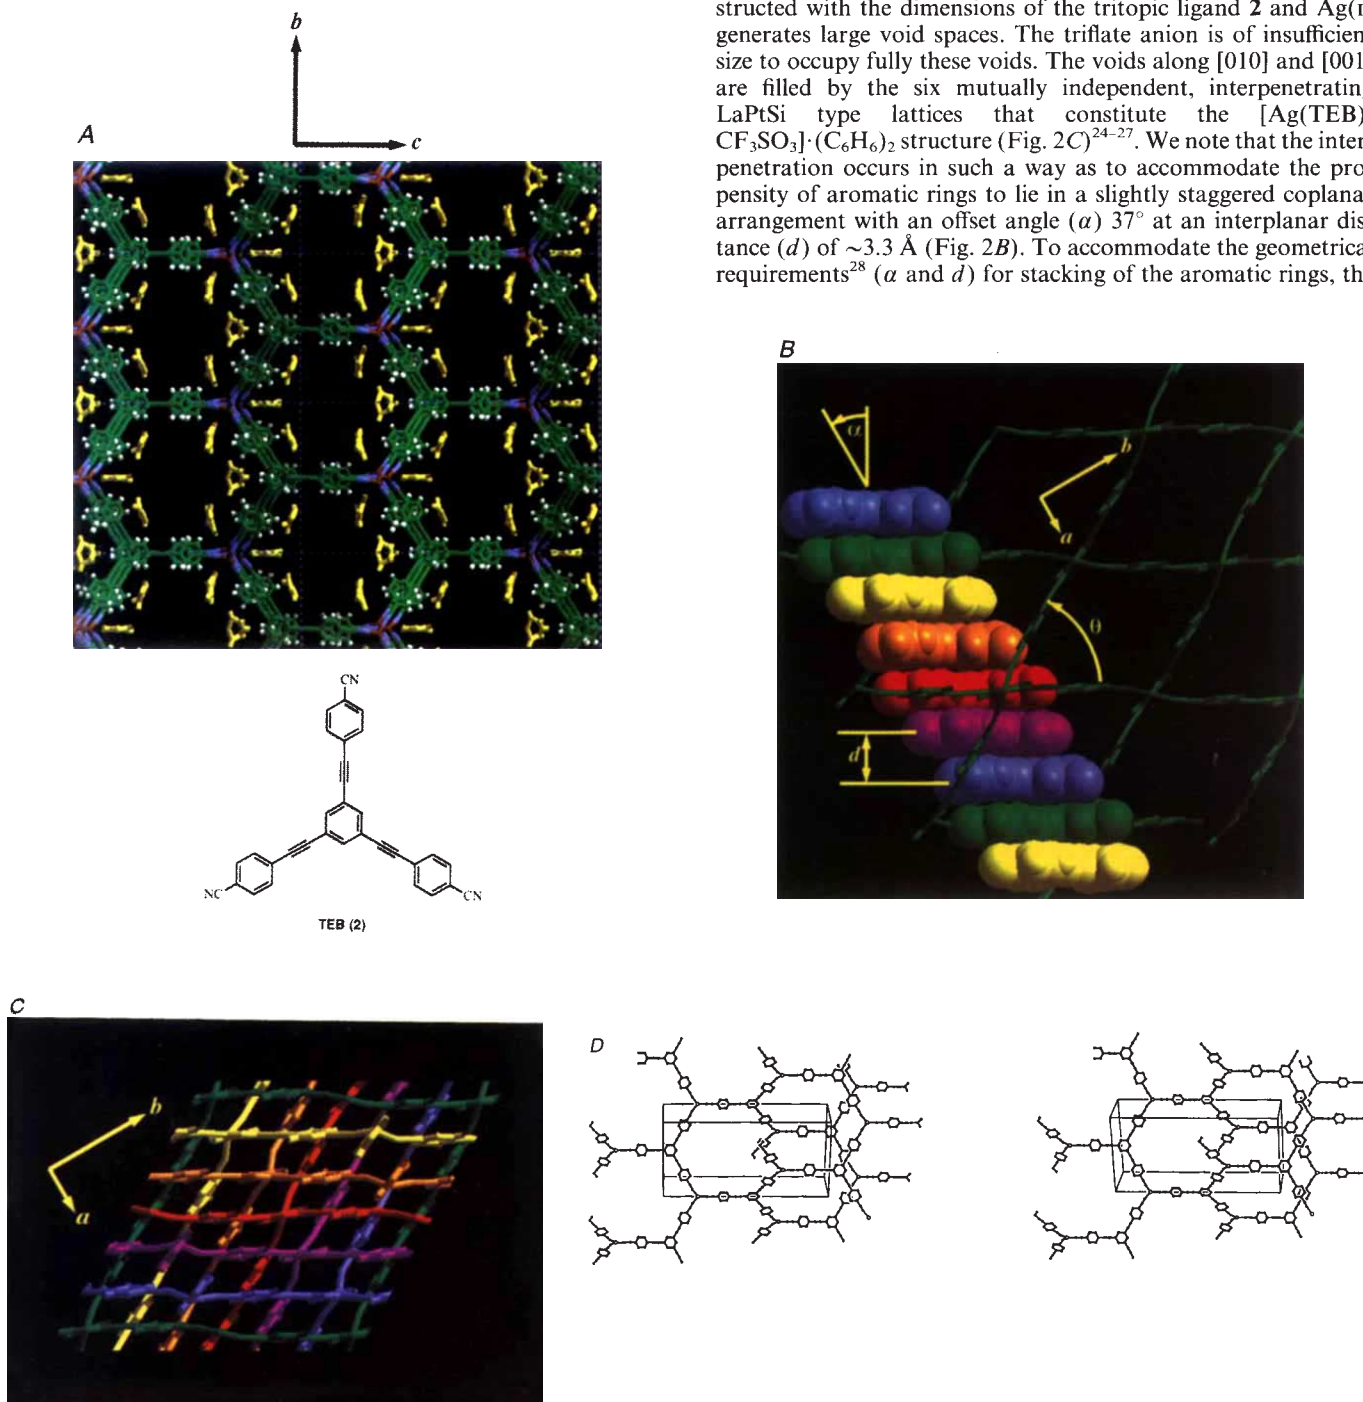 b
c
A
structed with the dimensions of the tritopic ligand 2 and Ag(I
generates large void spaces. The triflate anion is of insufficien
size to occupy fully these voids. The voids along [010] and [001
are filled by the six mutually independent, interpenetratin
LaPtSi type lattices that constitute the [Ag(TEB)
CF₃SO₃]·(C₆H₆)₂ structure (Fig. 2C)²⁴⁻²⁷. We note that the inter
penetration occurs in such a way as to accommodate the pro
pensity of aromatic rings to lie in a slightly staggered coplana
arrangement with an offset angle (α) 37° at an interplanar dis
tance (d) of ~3.3 Å (Fig. 2B). To accommodate the geometrica
requirements²⁸ (α and d) for stacking of the aromatic rings, th
B
α
b
a
θ
d
CN
NC
CN
TEB (2)
C
b
a
D